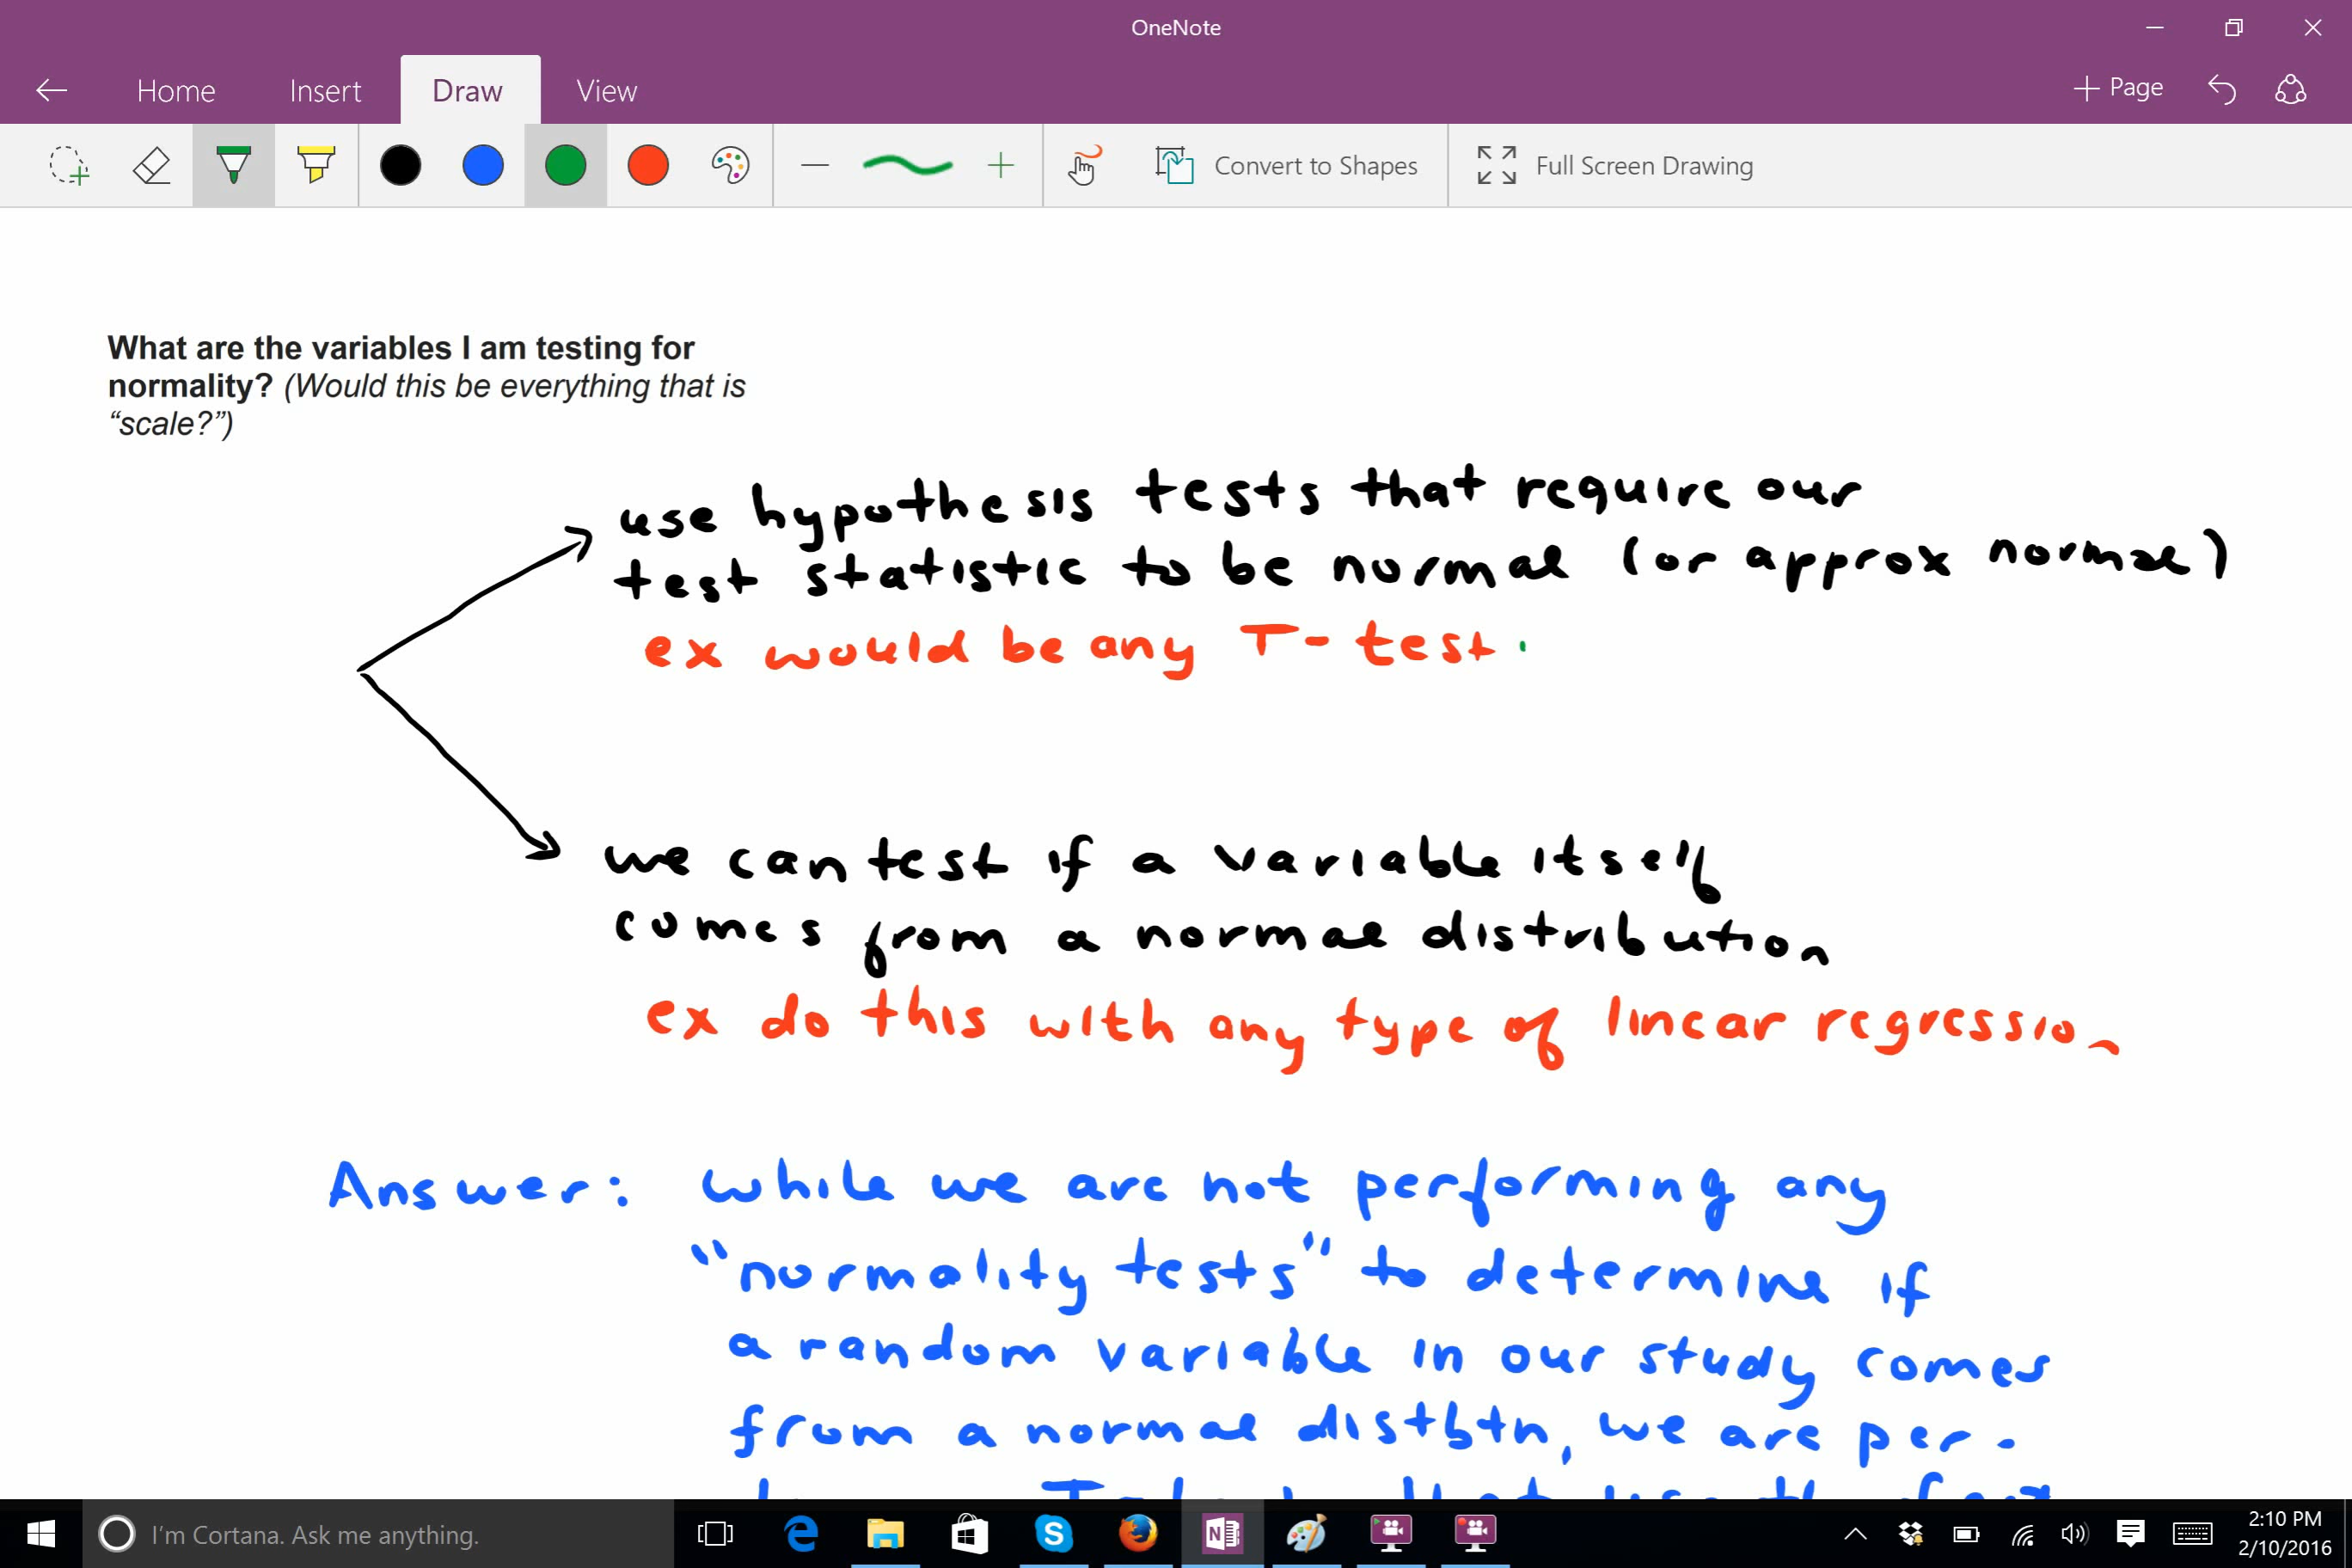 OneNote
Home Insert Draw View
Page
Convert to Shapes Full Screen Drawing
What are the variables I am testing for
normality? (Would this be everything that is
“scale?”)
use hypothesis tests that require our
test statistic to be normal (or approx normal)
ex would be any T-test.
we can test if a variable itself
comes from a normal distribution
ex do this with any type of linear regression
Answer: while we are not performing any
"normality tests" to determine if
a random variable in our study comes
from a normal distbtn, we are per-
I'm Cortana. Ask me anything.
2:10 PM
2/10/2016